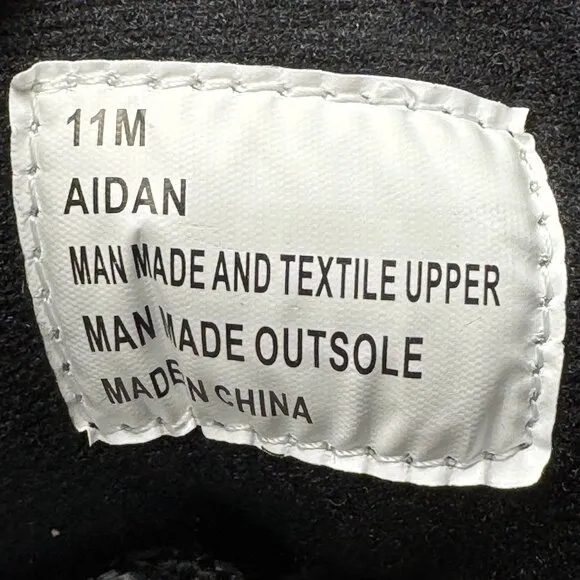 11M
AIDAN
MAN MADE AND TEXTILE UPPER
MAN MADE OUTSOLE
MADE IN CHINA